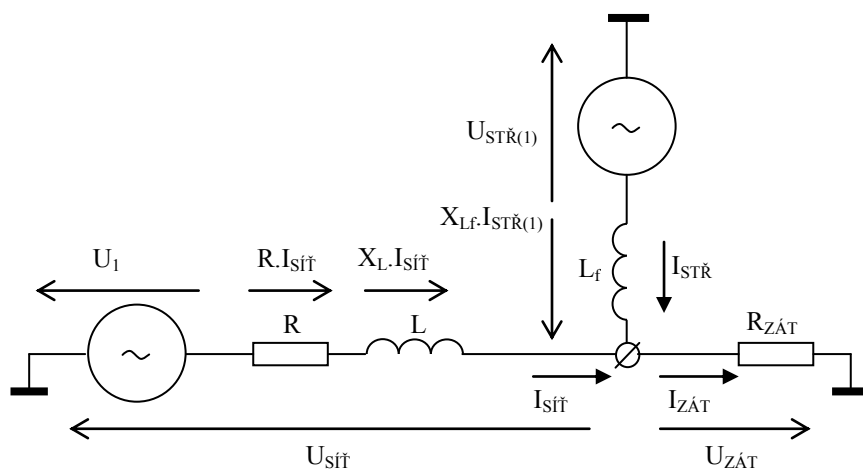 U_STŘ(1)
X_Lf.I_STŘ(1)
U_1 R.I_SÍŤ X_L.I_SÍŤ L_f I_STŘ
R L R_ZÁT
I_SÍŤ I_ZÁT
U_SÍŤ U_ZÁT